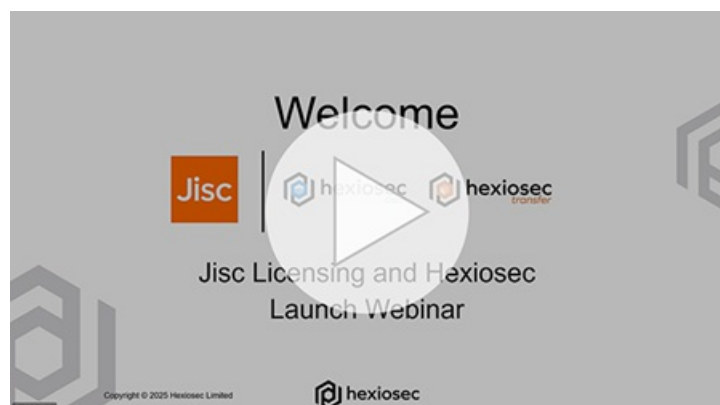 Welcome
Jisc hexiosec hexiosec
transfer
Jisc Licensing and Hexiosec
Launch Webinar
Copyright © 2025 Hexiosec Limited
hexiosec